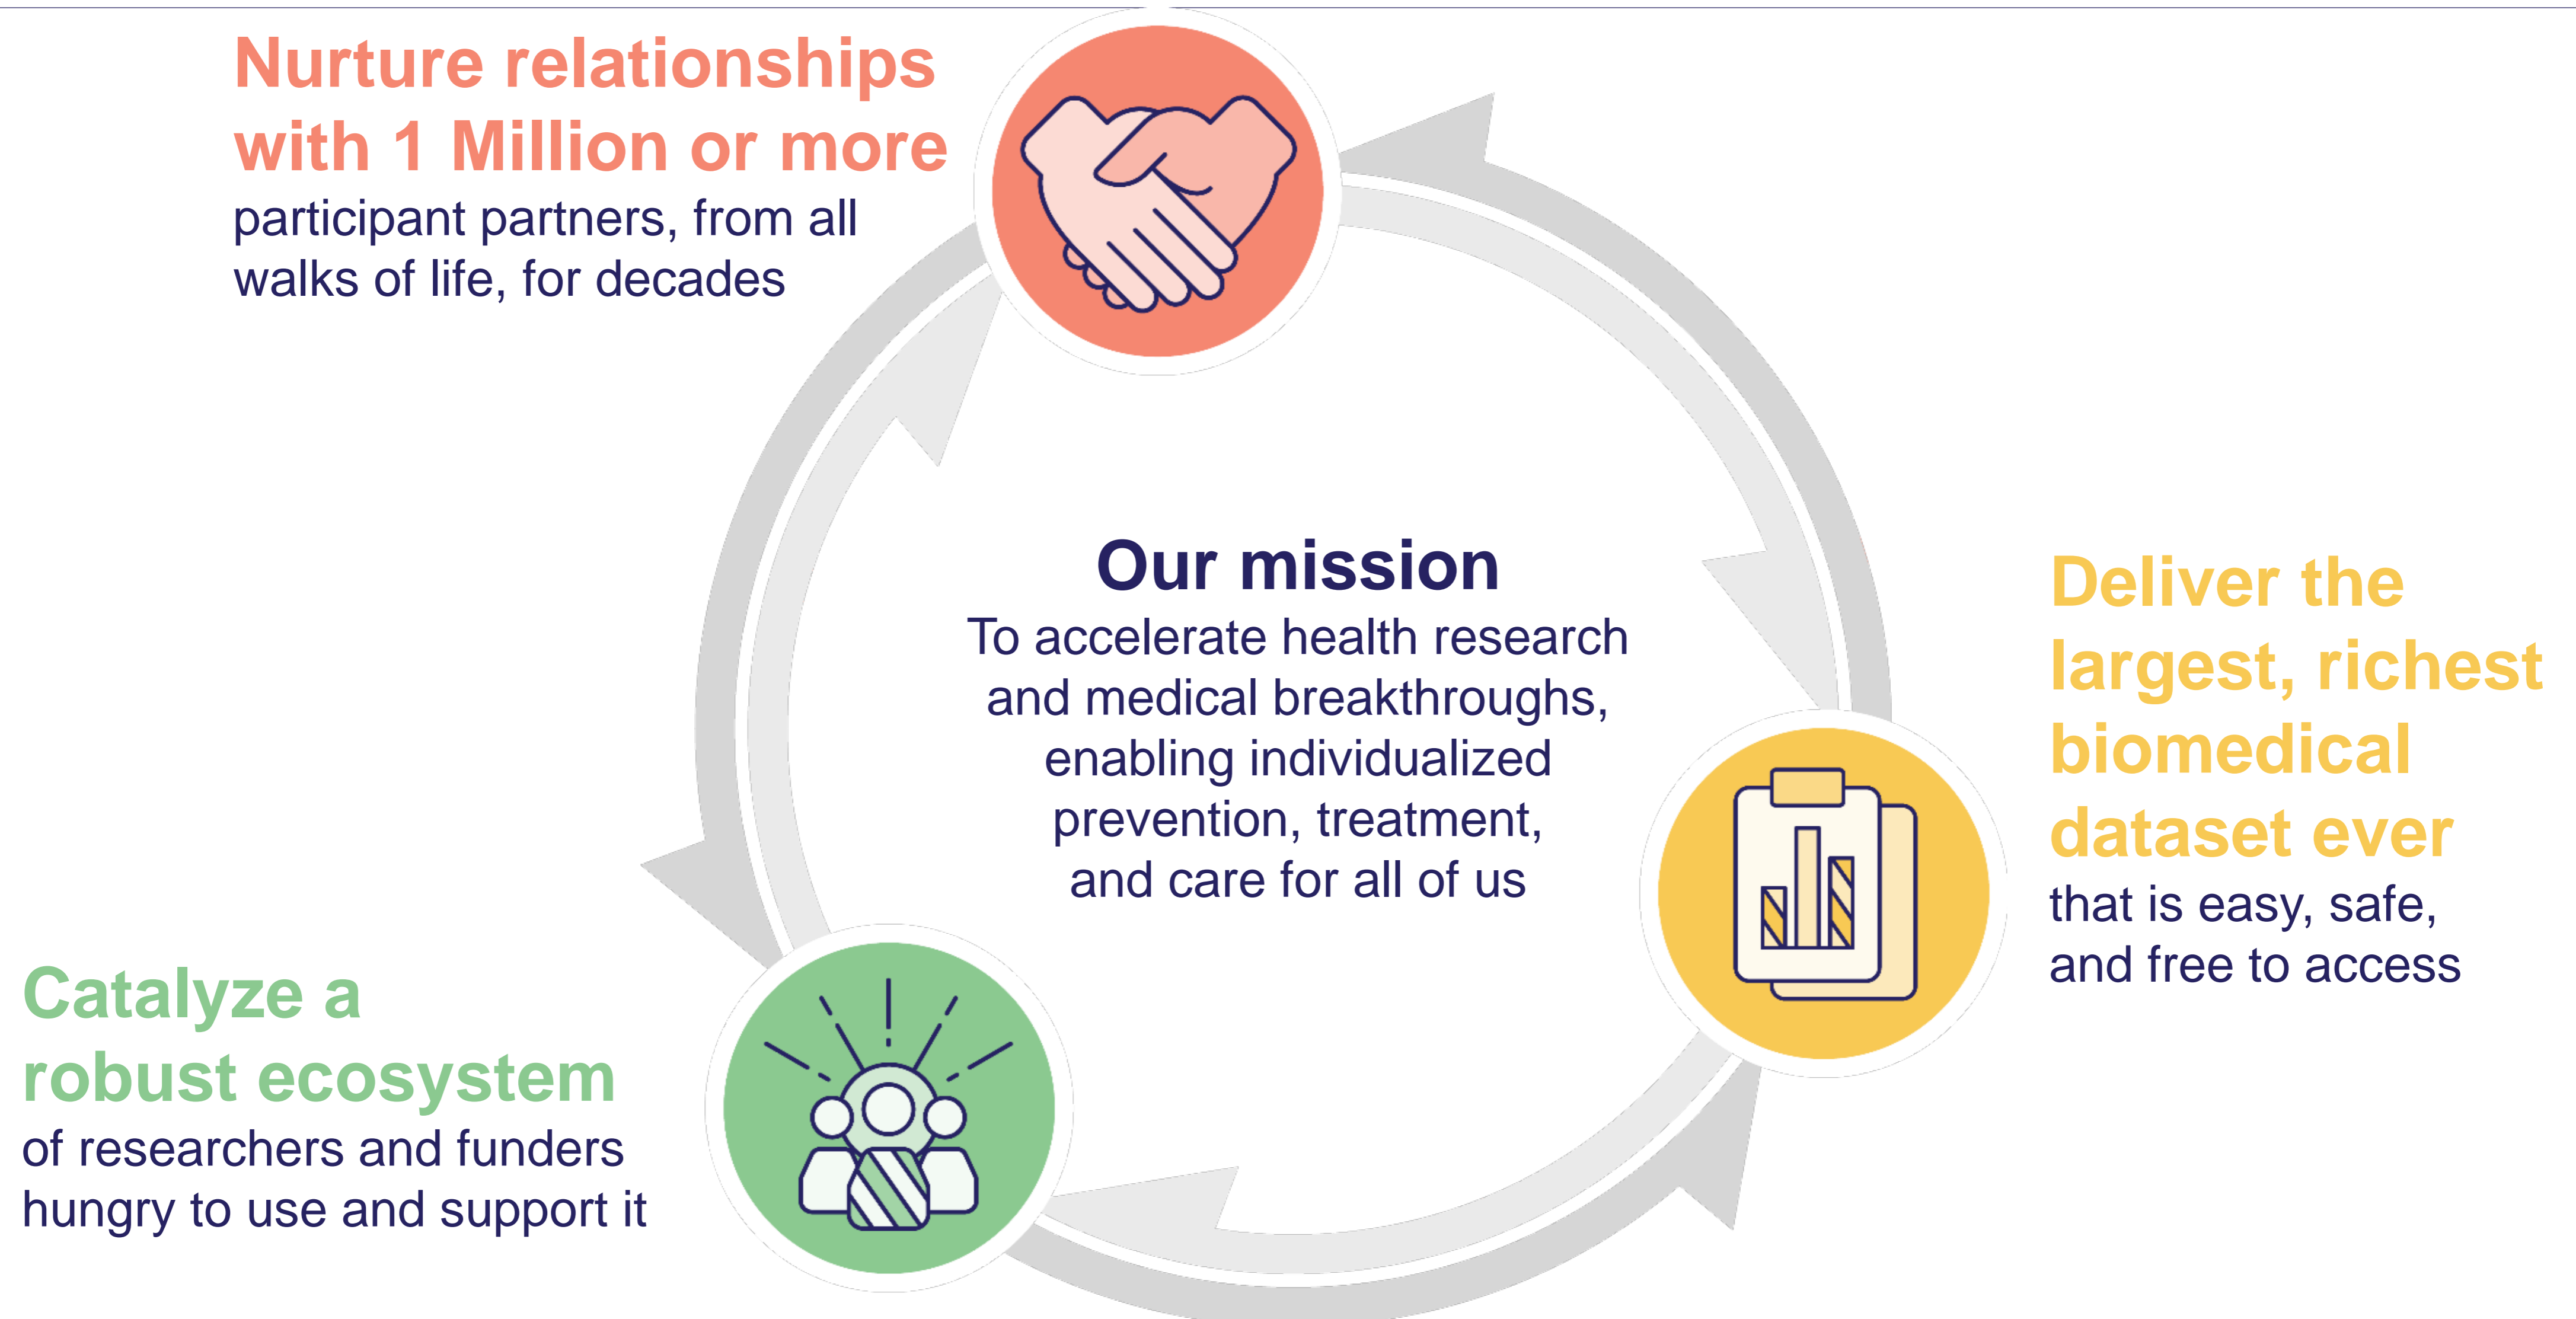 Nurture relationships
with 1 Million or more
participant partners, from all
walks of life, for decades
Our mission
To accelerate health research
and medical breakthroughs,
enabling individualized
prevention, treatment,
and care for all of us
Deliver the
largest, richest
biomedical
dataset ever
that is easy, safe,
and free to access
Catalyze a
robust ecosystem
of researchers and funders
hungry to use and support it